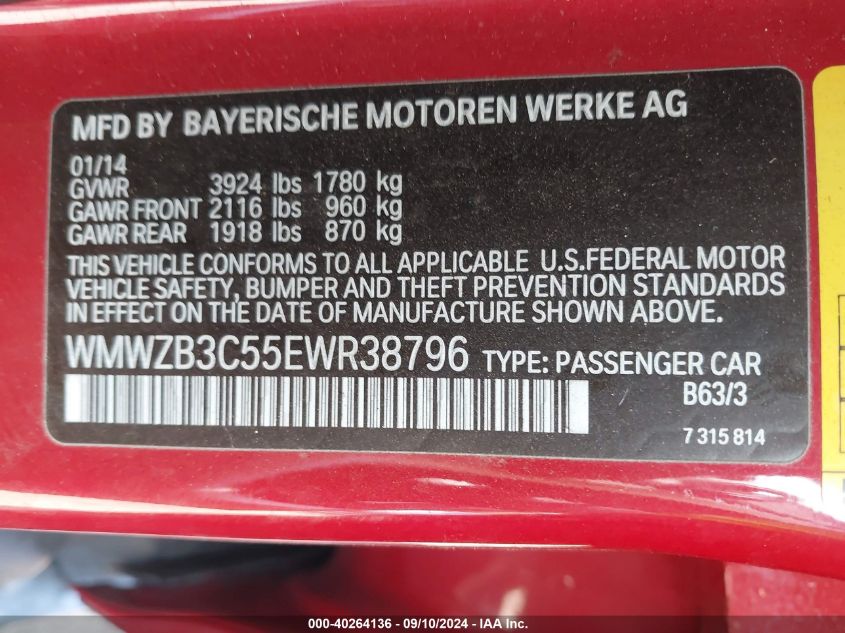 MFD BY BAYERISCHE MOTOREN WERKE AG
01/14
GVWR 3924 lbs 1780 kg
GAWR FRONT 2116 lbs 960 kg
GAWR REAR 1918 lbs 870 kg
THIS VEHICLE CONFORMS TO ALL APPLICABLE U.S.FEDERAL MOTOR
VEHICLE SAFETY, BUMPER AND THEFT PREVENTION STANDARDS
IN EFFECT ON THE DATE OF MANUFACTURE SHOWN ABOVE.
WMWZB3C55EWR38796 TYPE: PASSENGER CAR
B63/3
7 315 814
000-40264136 - 09/10/2024 - IAA Inc.